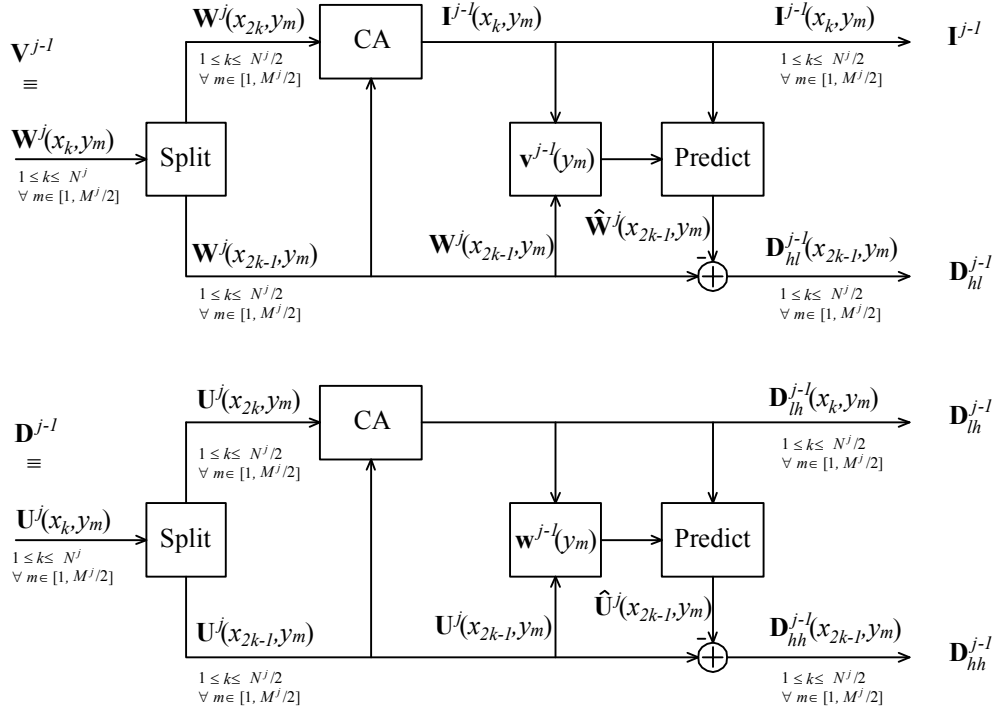 W^j(x_{2k},y_m)
I^{j-1}(x_k,y_m)
I^{j-1}(x_k,y_m)
I^{j-1}
V^{j-1}
≡
CA
1 ≤ k ≤ N^j/2
∀ m∈[1, M^j/2]
1 ≤ k ≤ N^j/2
∀ m∈[1, M^j/2]
1 ≤ k ≤ N^j/2
∀ m∈[1, M^j/2]
W^j(x_k,y_m)
Split
v^{j-1}(y_m)
Predict
1 ≤ k ≤ N^j
∀ m∈[1, M^j/2]
Ŵ^j(x_{2k-1},y_m)
W^j(x_{2k-1},y_m)
W^j(x_{2k-1},y_m)
D_{hl}^{j-1}(x_{2k-1},y_m)
D_{hl}^{j-1}
-
+
1 ≤ k ≤ N^j/2
∀ m∈[1, M^j/2]
1 ≤ k ≤ N^j/2
∀ m∈[1, M^j/2]
U^j(x_{2k},y_m)
D_{lh}^{j-1}(x_k,y_m)
D_{lh}^{j-1}
D^{j-1}
≡
CA
1 ≤ k ≤ N^j/2
∀ m∈[1, M^j/2]
1 ≤ k ≤ N^j/2
∀ m∈[1, M^j/2]
U^j(x_k,y_m)
Split
w^{j-1}(y_m)
Predict
1 ≤ k ≤ N^j
∀ m∈[1, M^j/2]
Û^j(x_{2k-1},y_m)
U^j(x_{2k-1},y_m)
U^j(x_{2k-1},y_m)
D_{hh}^{j-1}(x_{2k-1},y_m)
D_{hh}^{j-1}
-
+
1 ≤ k ≤ N^j/2
∀ m∈[1, M^j/2]
1 ≤ k ≤ N^j/2
∀ m∈[1, M^j/2]